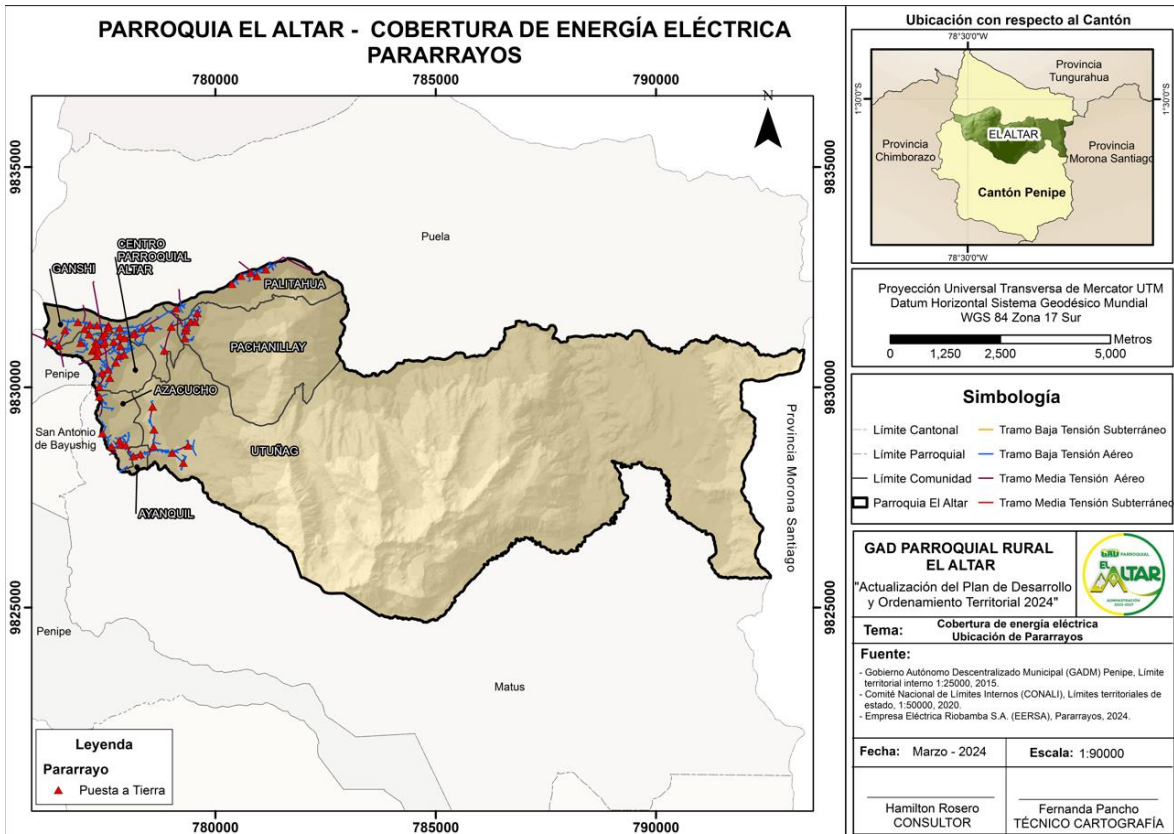 PARROQUIA EL ALTAR - COBERTURA DE ENERGÍA ELÉCTRICA
PARARRAYOS
780000
785000
790000
N
9835000
9835000
9830000
9830000
9825000
9825000
Puela
CENTRO
PARROQUIAL
ALTAR
GANSHI
PALITAHUA
PACHANILLAY
Penipe
AZACUCHO
San Antonio
de Bayushig
UTUÑAG
AYANQUIL
Provincia Morona Santiago
Penipe
Matus
Leyenda
Pararrayo
Puesta a Tierra
780000
785000
790000
Ubicación con respecto al Cantón
78°30'0"W
Provincia
Tungurahua
1°30'0"S
1°30'0"S
EL ALTAR
Provincia
Chimborazo
Provincia
Morona Santiago
Cantón Penipe
78°30'0"W
Proyección Universal Transversa de Mercator UTM
Datum Horizontal Sistema Geodésico Mundial
WGS 84 Zona 17 Sur
Metros
0 1,250 2,500 5,000
Simbología
Límite Cantonal
Límite Parroquial
Límite Comunidad
Parroquia El Altar
Tramo Baja Tensión Subterráneo
Tramo Baja Tensión Aéreo
Tramo Media Tensión Aéreo
Tramo Media Tensión Subterráneo
GAD PARROQUIAL RURAL
EL ALTAR
"Actualización del Plan de Desarrollo
y Ordenamiento Territorial 2024"
GAD PARROQUIAL
EL
ALTAR
ADMINISTRACIÓN
Tema: Cobertura de energía eléctrica
Ubicación de Pararrayos
Fuente:
- Gobierno Autónomo Descentralizado Municipal (GADM) Penipe, Límite
territorial interno 1:25000, 2015.
- Comité Nacional de Límites Internos (CONALI), Límites territoriales de
estado, 1:50000, 2020.
- Empresa Eléctrica Riobamba S.A. (EERSA), Pararrayos, 2024.
Fecha: Marzo - 2024
Escala: 1:90000
Hamilton Rosero
CONSULTOR
Fernanda Pancho
TÉCNICO CARTOGRAFÍA